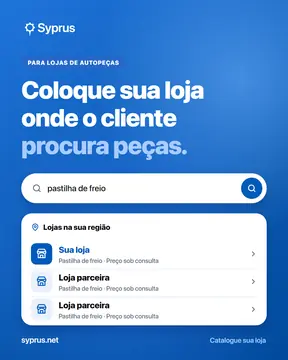 Syprus
PARA LOJAS DE AUTOPEÇAS
Coloque sua loja
onde o cliente
procura peças.
pastilha de freio
Lojas na sua região
Sua loja
Pastilha de freio · Preço sob consulta
Loja parceira
Pastilha de freio · Preço sob consulta
Loja parceira
Pastilha de freio · Preço sob consulta
syprus.net
Catalogue sua loja